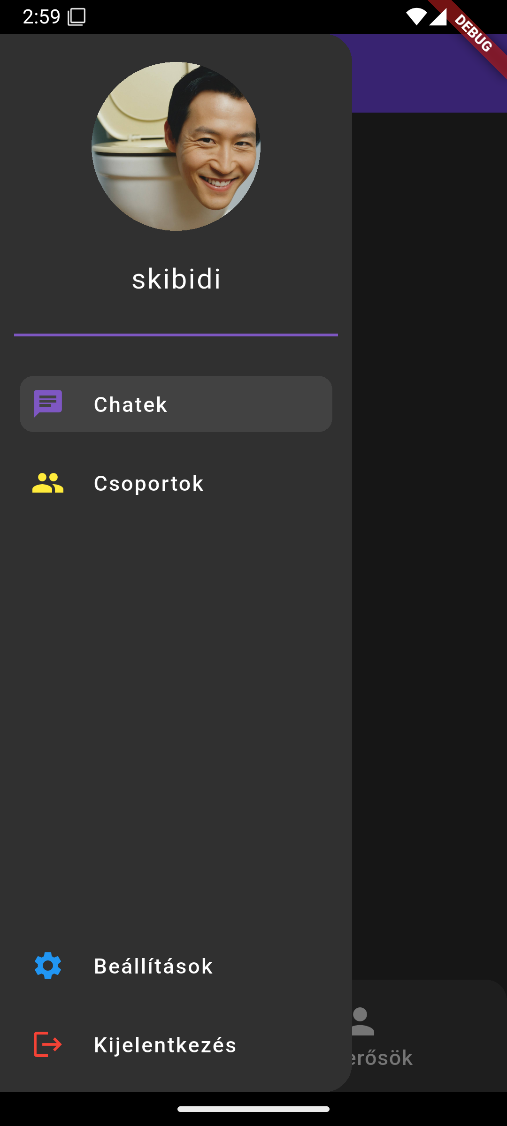 2:59
DEBUG
skibidi
Chatek
Csoportok
Beállítások
Kijelentkezés
erősök